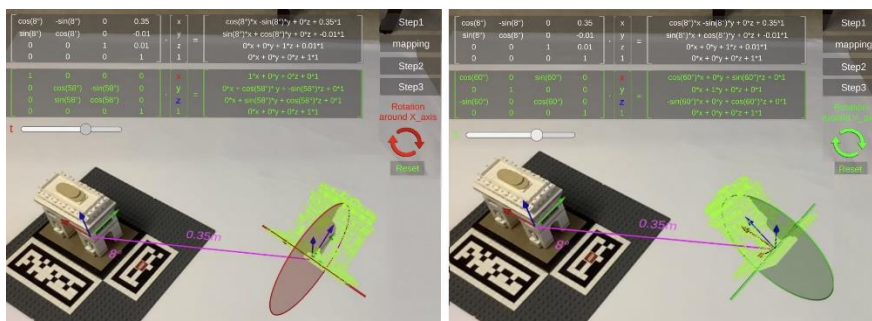 cos(8°) -sin(8°) 0 0.35 x cos(8°)*x -sin(8°)*y + 0*z + 0.35*1
sin(8°) cos(8°) 0 -0.01 · y = sin(8°)*x + cos(8°)*y + 0*z + -0.01*1
0 0 1 0.01 z 0*x + 0*y + 1*z + 0.01*1
0 0 0 1 1 0*x + 0*y + 0*z + 1*1
1 0 0 0 x 1*x + 0*y + 0*z + 0*1
0 cos(58°) -sin(58°) 0 · y = 0*x + cos(58°)*y + -sin(58°)*z + 0*1
0 sin(58°) cos(58°) 0 z 0*x + sin(58°)*y + cos(58°)*z + 0*1
0 0 0 1 1 0*x + 0*y + 0*z + 1*1
Step1
mapping
Step2
Step3
Rotation
around X_axis
Reset
t
0.35m
8°
cos(8°) -sin(8°) 0 0.35 x cos(8°)*x -sin(8°)*y + 0*z + 0.35*1
sin(8°) cos(8°) 0 -0.01 · y = sin(8°)*x + cos(8°)*y + 0*z + -0.01*1
0 0 1 0.01 z 0*x + 0*y + 1*z + 0.01*1
0 0 0 1 1 0*x + 0*y + 0*z + 1*1
cos(60°) 0 sin(60°) 0 x cos(60°)*x + 0*y + sin(60°)*z + 0*1
0 1 0 0 · y = 0*x + 1*y + 0*z + 0*1
-sin(60°) 0 cos(60°) 0 z -sin(60°)*x + 0*y + cos(60°)*z + 0*1
0 0 0 1 1 0*x + 0*y + 0*z + 1*1
Step1
mapping
Step2
Step3
Rotation
around
Reset
0.35m
8°